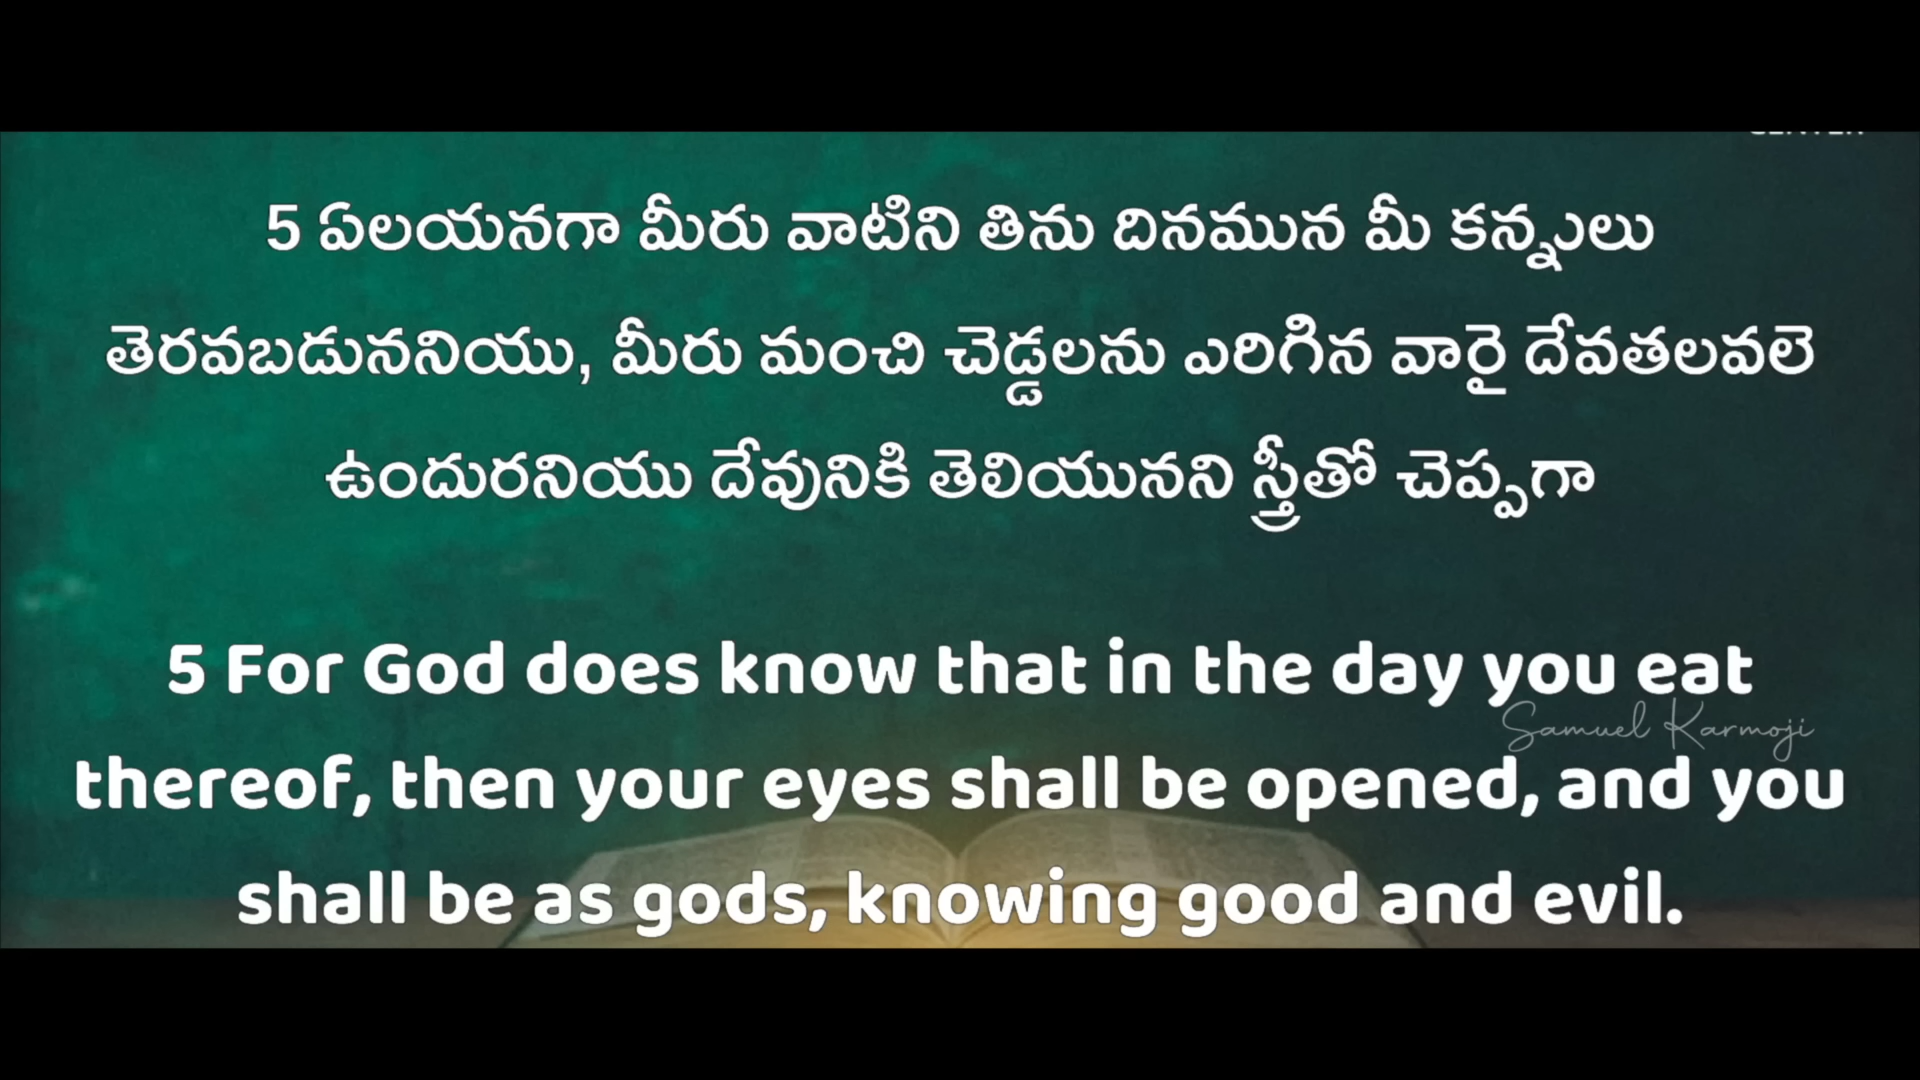 5 ఏలయనగా మీరు వాటిని తిను దినమున మీ కన్నులు
తెరవబడుననియు, మీరు మంచి చెడ్డలను ఎరిగిన వారై దేవతలవలె
ఉందురనియు దేవునికి తెలియునని స్త్రీతో చెప్పగా
5 For God does know that in the day you eat
Samuel Karmoji
thereof, then your eyes shall be opened, and you
shall be as gods, knowing good and evil.